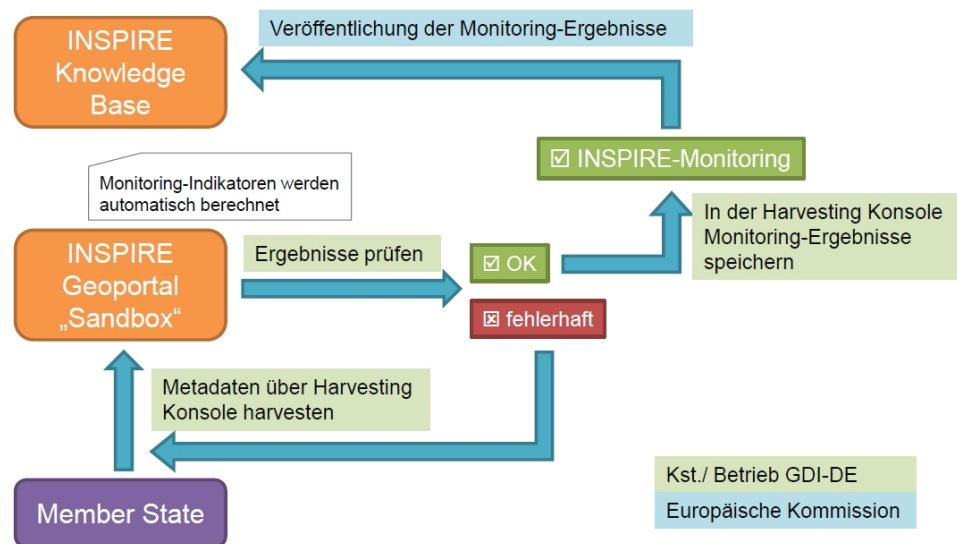 INSPIRE
Knowledge
Base
Veröffentlichung der Monitoring-Ergebnisse
☑ INSPIRE-Monitoring
Monitoring-Indikatoren werden
automatisch berechnet
In der Harvesting Konsole
Monitoring-Ergebnisse
speichern
INSPIRE
Geoportal
„Sandbox“
Ergebnisse prüfen
☑ OK
☒ fehlerhaft
Metadaten über Harvesting
Konsole harvesten
Member State
Kst./ Betrieb GDI-DE
Europäische Kommission